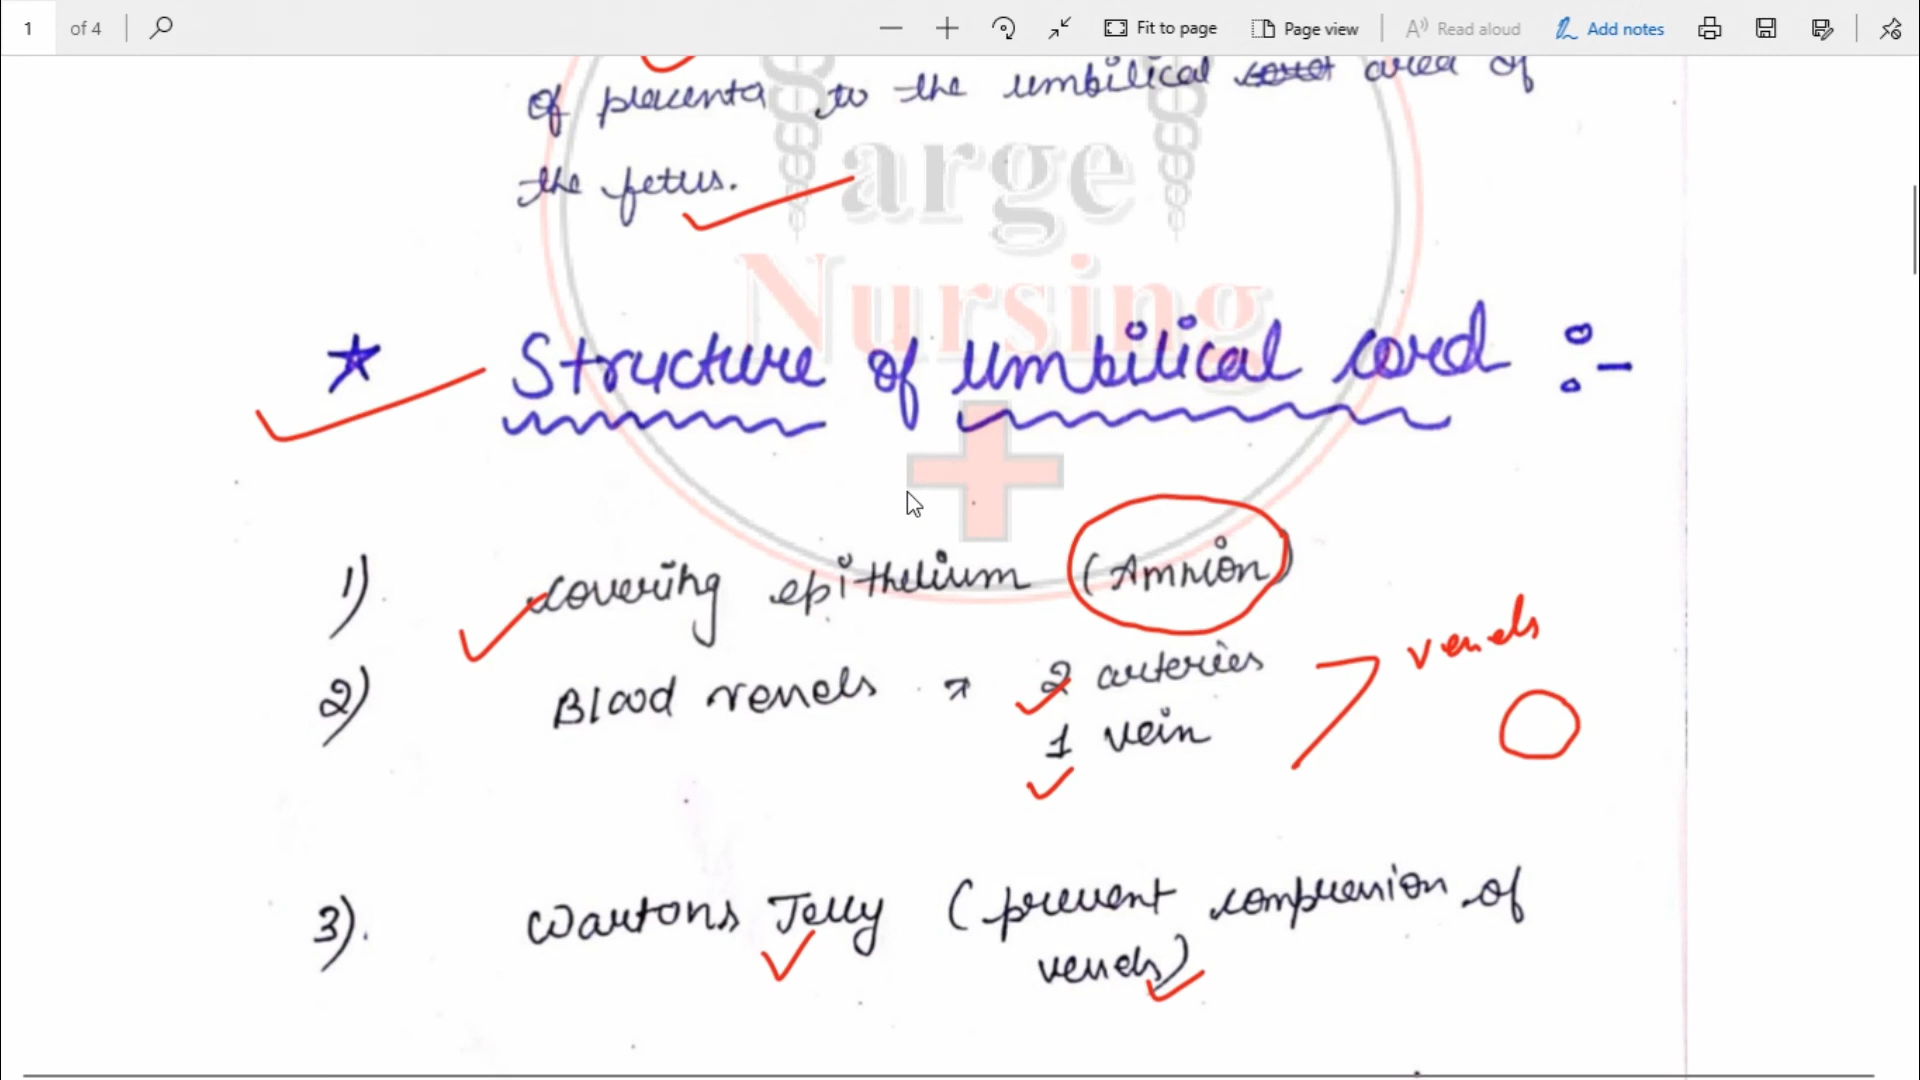 1 of 4 Fit to page Page view Read aloud Add notes
of placenta to the umbilical area of
the fetus.
arge
Nursing
Structure of umbilical cord :-
1). covering epithelium (Amnion)
2) Blood vessels 2 arteries
vessels
1 vein
3). Wartons Jelly (prevent compression of
vessels)